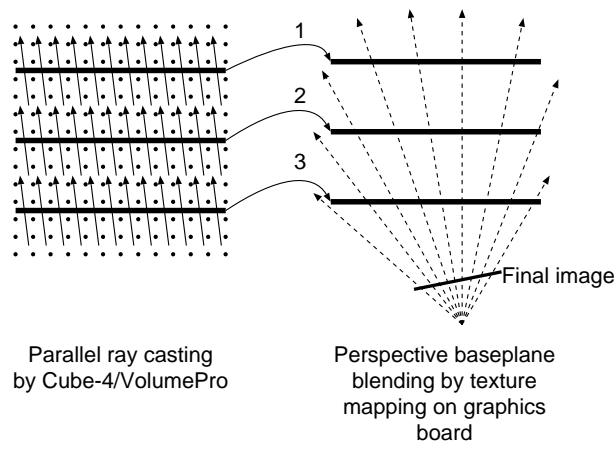 1
2
3
Final image
Parallel ray casting
by Cube-4/VolumePro
Perspective baseplane
blending by texture
mapping on graphics
board